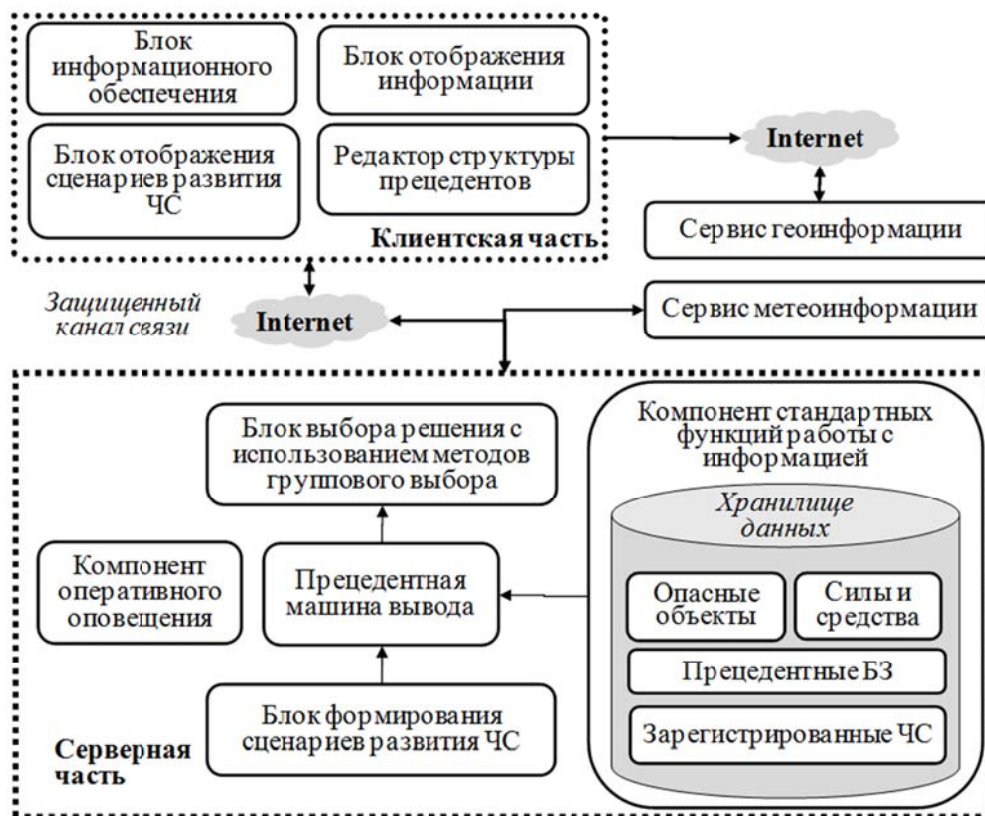 Блок
информационного
обеспечения
Блок отображения
информации
Блок отображения
сценариев развития
ЧС
Редактор структуры
прецедентов
Клиентская часть
Internet
Сервис геоинформации
Защищенный
канал связи
Internet
Сервис метеоинформации
Блок выбора решения с
использованием методов
группового выбора
Компонент
оперативного
оповещения
Прецедентная
машина вывода
Блок формирования
сценариев развития ЧС
Серверная
часть
Компонент стандартных
функций работы с
информацией
Хранилище
данных
Опасные
объекты
Силы и
средства
Прецедентные БЗ
Зарегистрированные ЧС